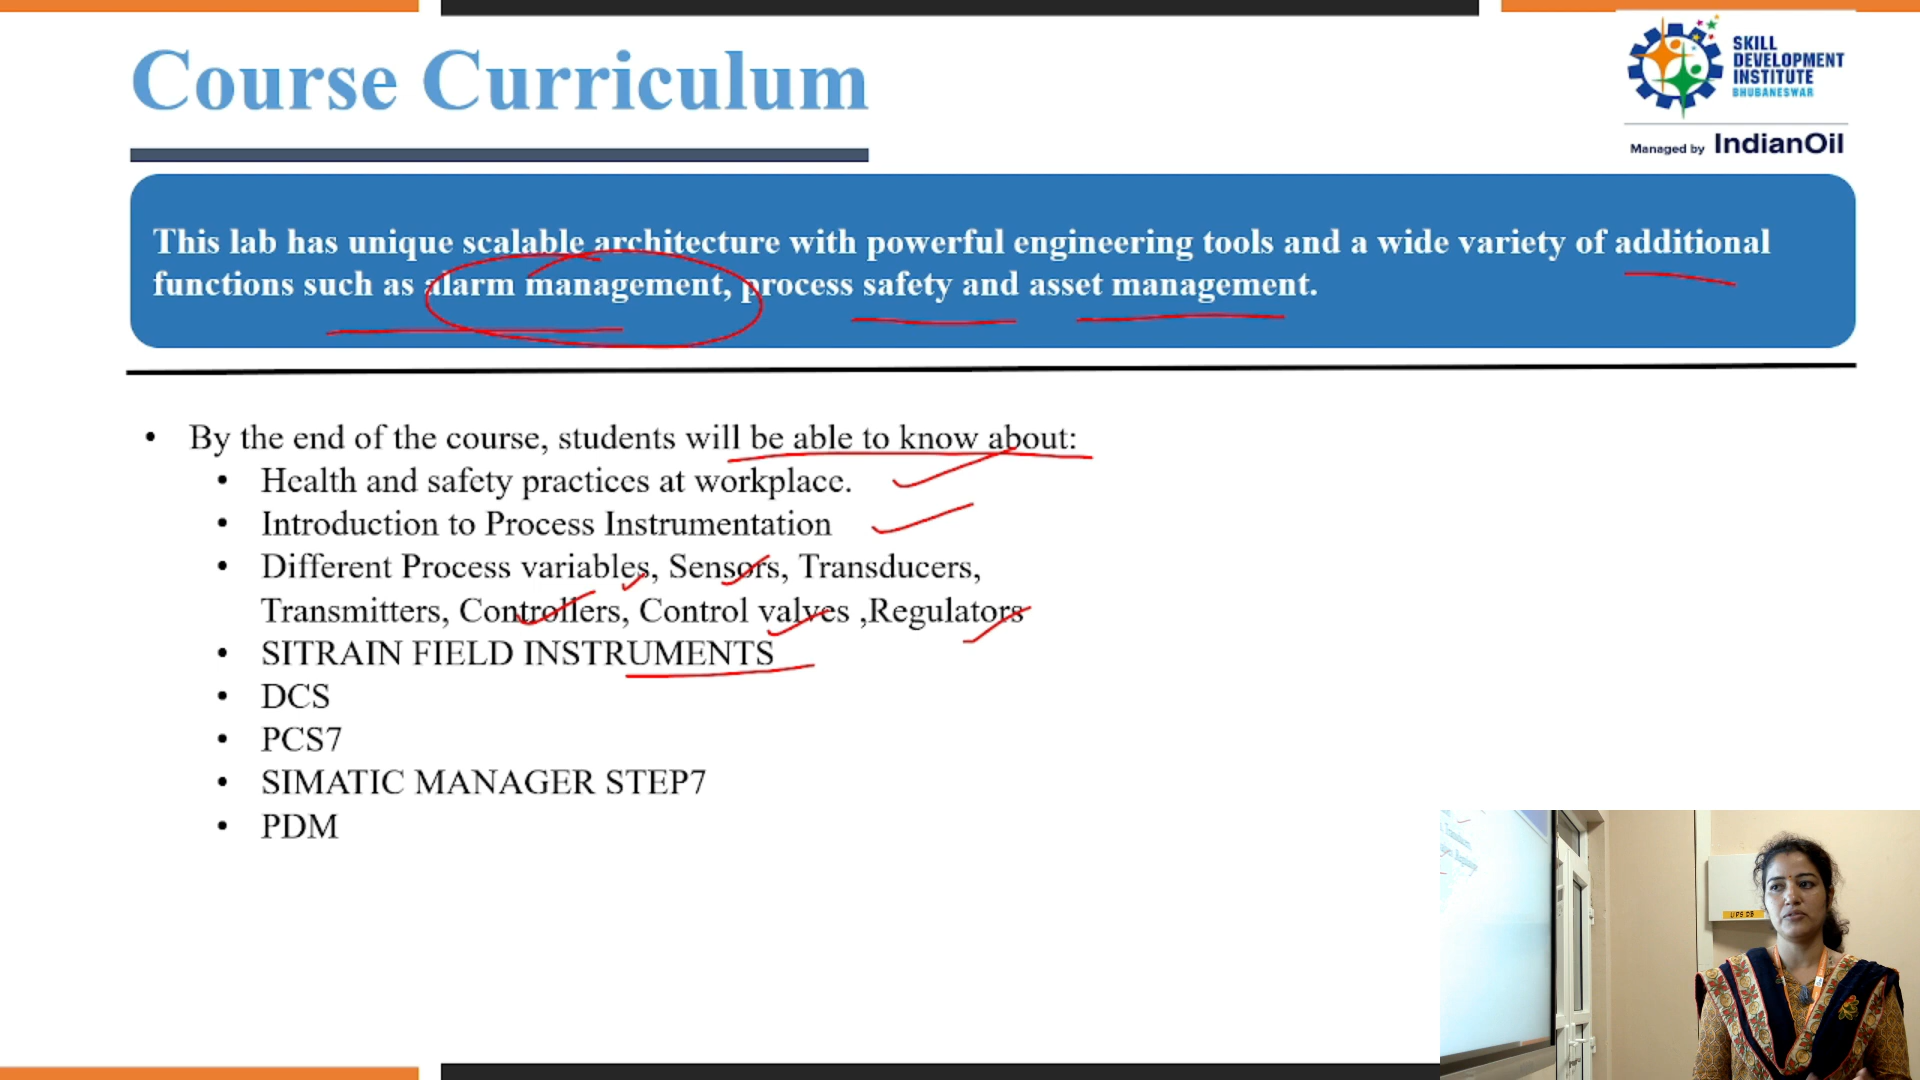 Course Curriculum
SKILL
DEVELOPMENT
INSTITUTE
BHUBANESWAR
Managed by IndianOil
This lab has unique scalable architecture with powerful engineering tools and a wide variety of additional
functions such as alarm management, process safety and asset management.
• By the end of the course, students will be able to know about:
• Health and safety practices at workplace.
• Introduction to Process Instrumentation
• Different Process variables, Sensors, Transducers,
Transmitters, Controllers, Control valves ,Regulators
• SITRAIN FIELD INSTRUMENTS
• DCS
• PCS7
• SIMATIC MANAGER STEP7
• PDM
UPS DB